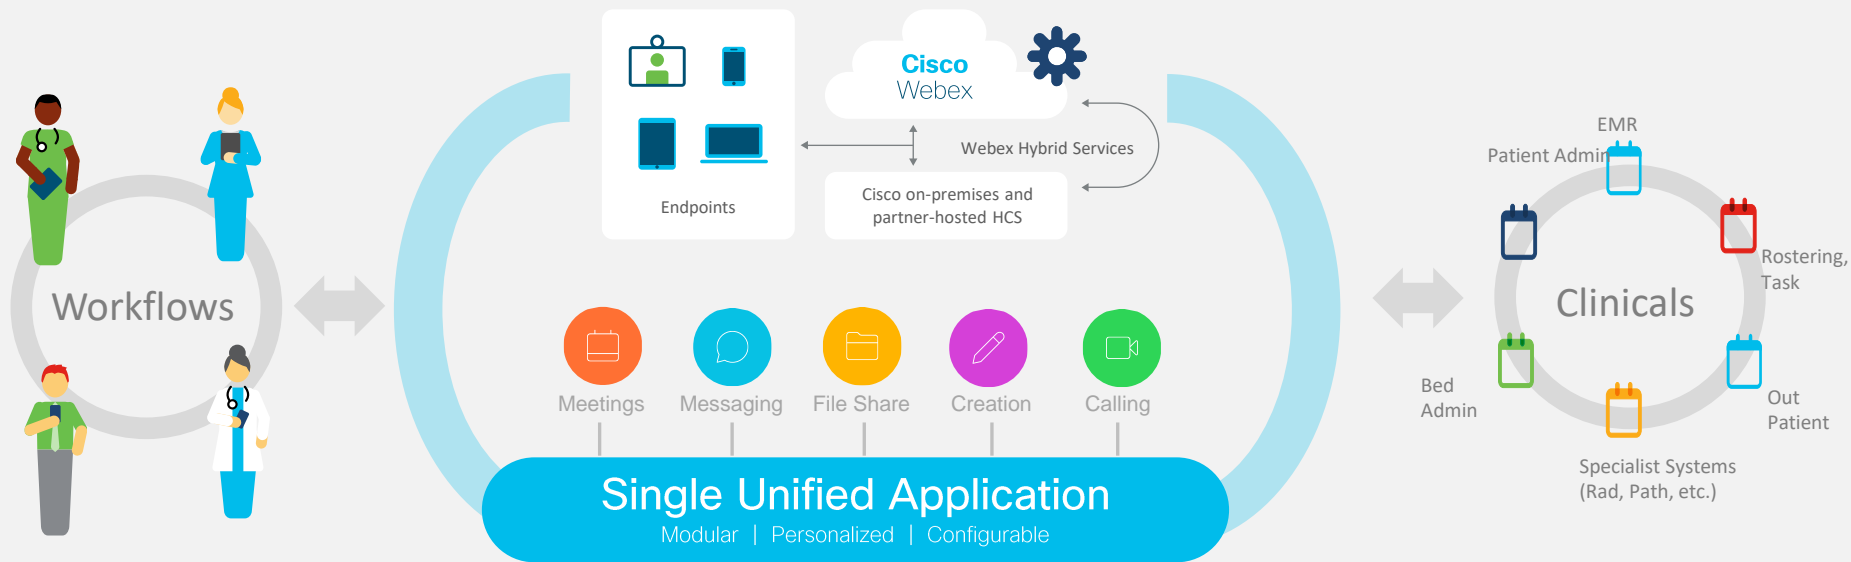 Workflows
Endpoints
Cisco
Webex
Webex Hybrid Services
Cisco on-premises and
partner-hosted HCS
Meetings
Messaging
File Share
Creation
Calling
Single Unified Application
Modular | Personalized | Configurable
EMR
Patient Admin
Rostering,
Task
Clinicals
Bed
Admin
Out
Patient
Specialist Systems
(Rad, Path, etc.)